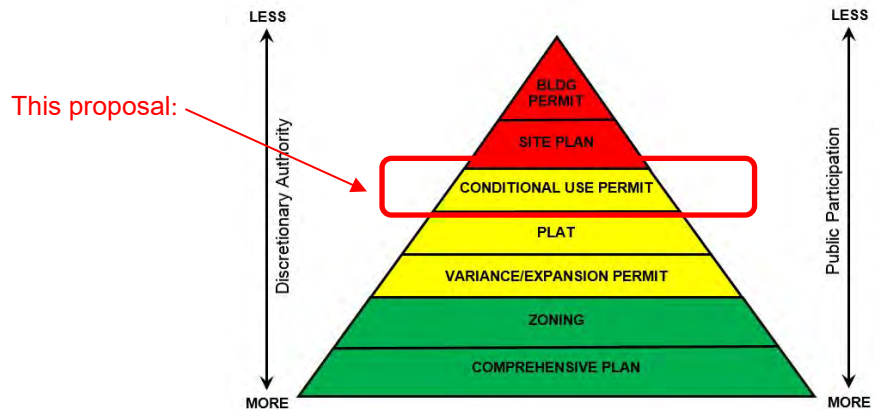 LESS
LESS
BLDG
PERMIT
This proposal:
SITE PLAN
Discretionary Authority
CONDITIONAL USE PERMIT
Public Participation
PLAT
VARIANCE/EXPANSION PERMIT
ZONING
COMPREHENSIVE PLAN
MORE
MORE